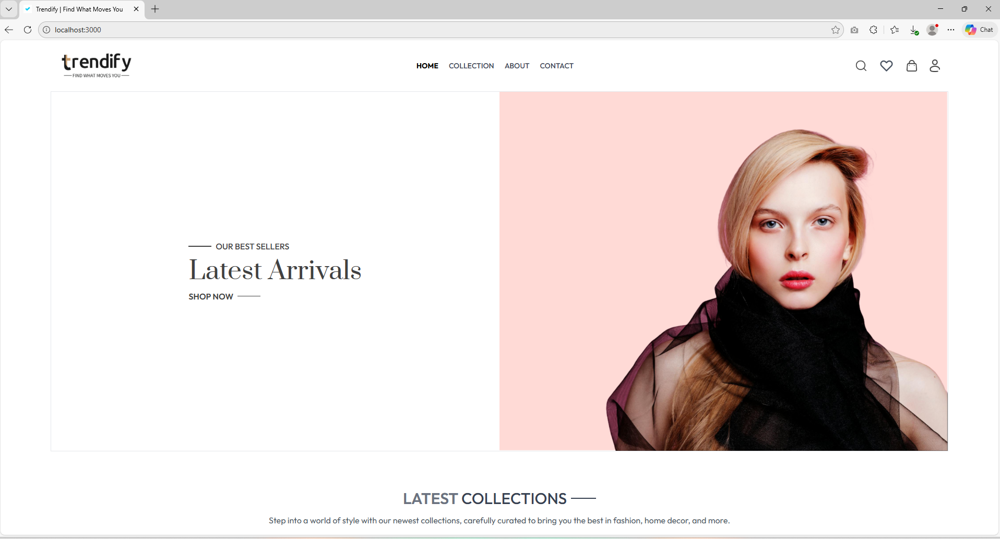 Trendify | Find What Moves You
localhost:3000
Chat
trendify
FIND WHAT MOVES YOU
HOME COLLECTION ABOUT CONTACT
OUR BEST SELLERS
Latest Arrivals
SHOP NOW
LATEST COLLECTIONS
Step into a world of style with our newest collections, carefully curated to bring you the best in fashion, home decor, and more.